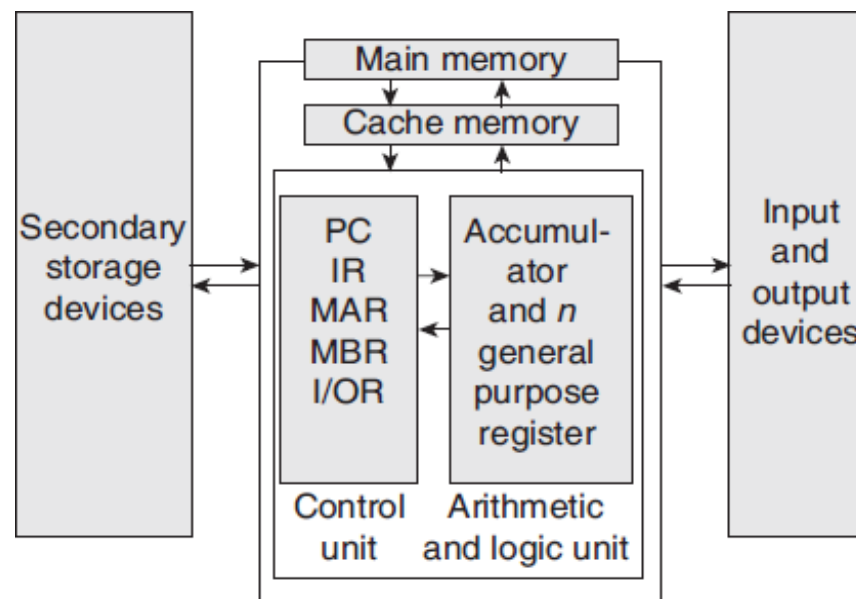 Main memory
Cache memory
Secondary
storage
devices
PC
IR
MAR
MBR
I/OR
Control
unit
Accumul-
ator
and n
general
purpose
register
Arithmetic
and logic unit
Input
and
output
devices